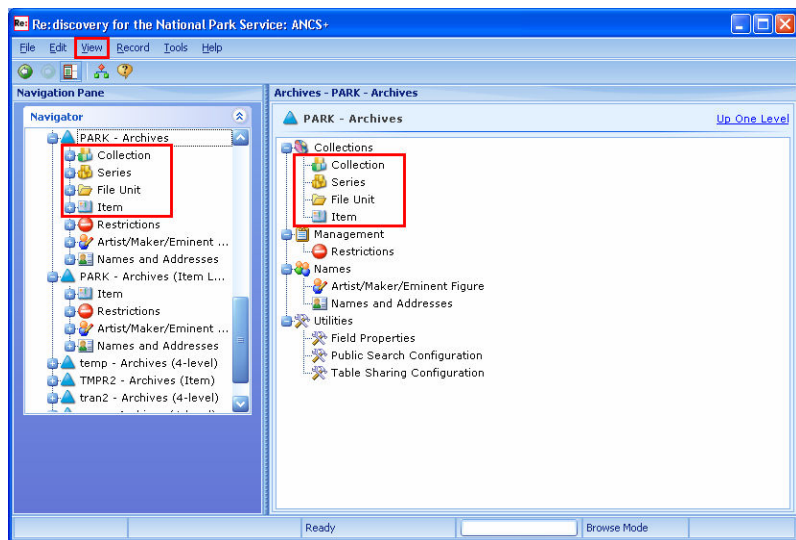 Re: Re:discovery for the National Park Service: ANCS+
File Edit View Record Tools Help
Navigation Pane
Navigator
PARK - Archives
Collection
Series
File Unit
Item
Restrictions
Artist/Maker/Eminent ...
Names and Addresses
PARK - Archives (Item L...
Item
Restrictions
Artist/Maker/Eminent ...
Names and Addresses
temp - Archives (4-level)
TMPR2 - Archives (Item)
tran2 - Archives (4-level)
Archives - PARK - Archives
PARK - Archives Up One Level
Collections
Collection
Series
File Unit
Item
Management
Restrictions
Names
Artist/Maker/Eminent Figure
Names and Addresses
Utilities
Field Properties
Public Search Configuration
Table Sharing Configuration
Ready Browse Mode